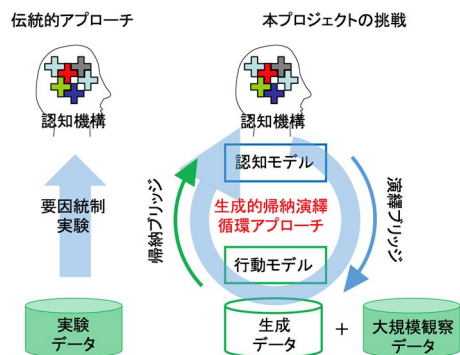 伝統的アプローチ
本プロジェクトの挑戦
認知機構
認知機構
認知モデル
要因統制
実験
帰納ブリッジ
生成的帰納演繹
循環アプローチ
演繹ブリッジ
行動モデル
実験
データ
生成
データ
+
大規模観察
データ